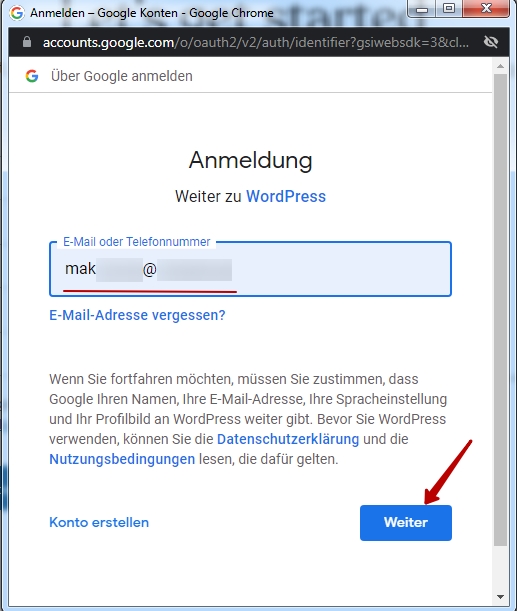 Anmelden – Google Konten - Google Chrome
accounts.google.com/o/oauth2/v2/auth/identifier?gsiwebsdk=3&cl...
Über Google anmelden
Anmeldung
Weiter zu WordPress
E-Mail oder Telefonnummer
mak @
E-Mail-Adresse vergessen?
Wenn Sie fortfahren möchten, müssen Sie zustimmen, dass
Google Ihren Namen, Ihre E-Mail-Adresse, Ihre Spracheinstellung
und Ihr Profilbild an WordPress weiter gibt. Bevor Sie WordPress
verwenden, können Sie die Datenschutzerklärung und die
Nutzungsbedingungen lesen, die dafür gelten.
Konto erstellen Weiter